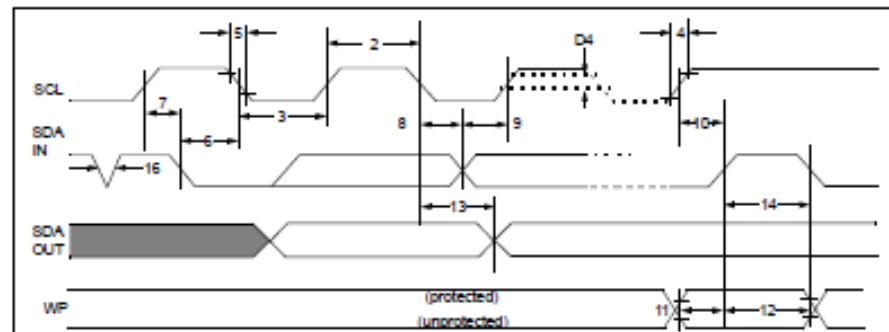 5
2
D4
4
SCL
7
3
8
9
10
SDA
IN
6
16
13
14
SDA
OUT
WP
(protected)
(unprotected)
11
12